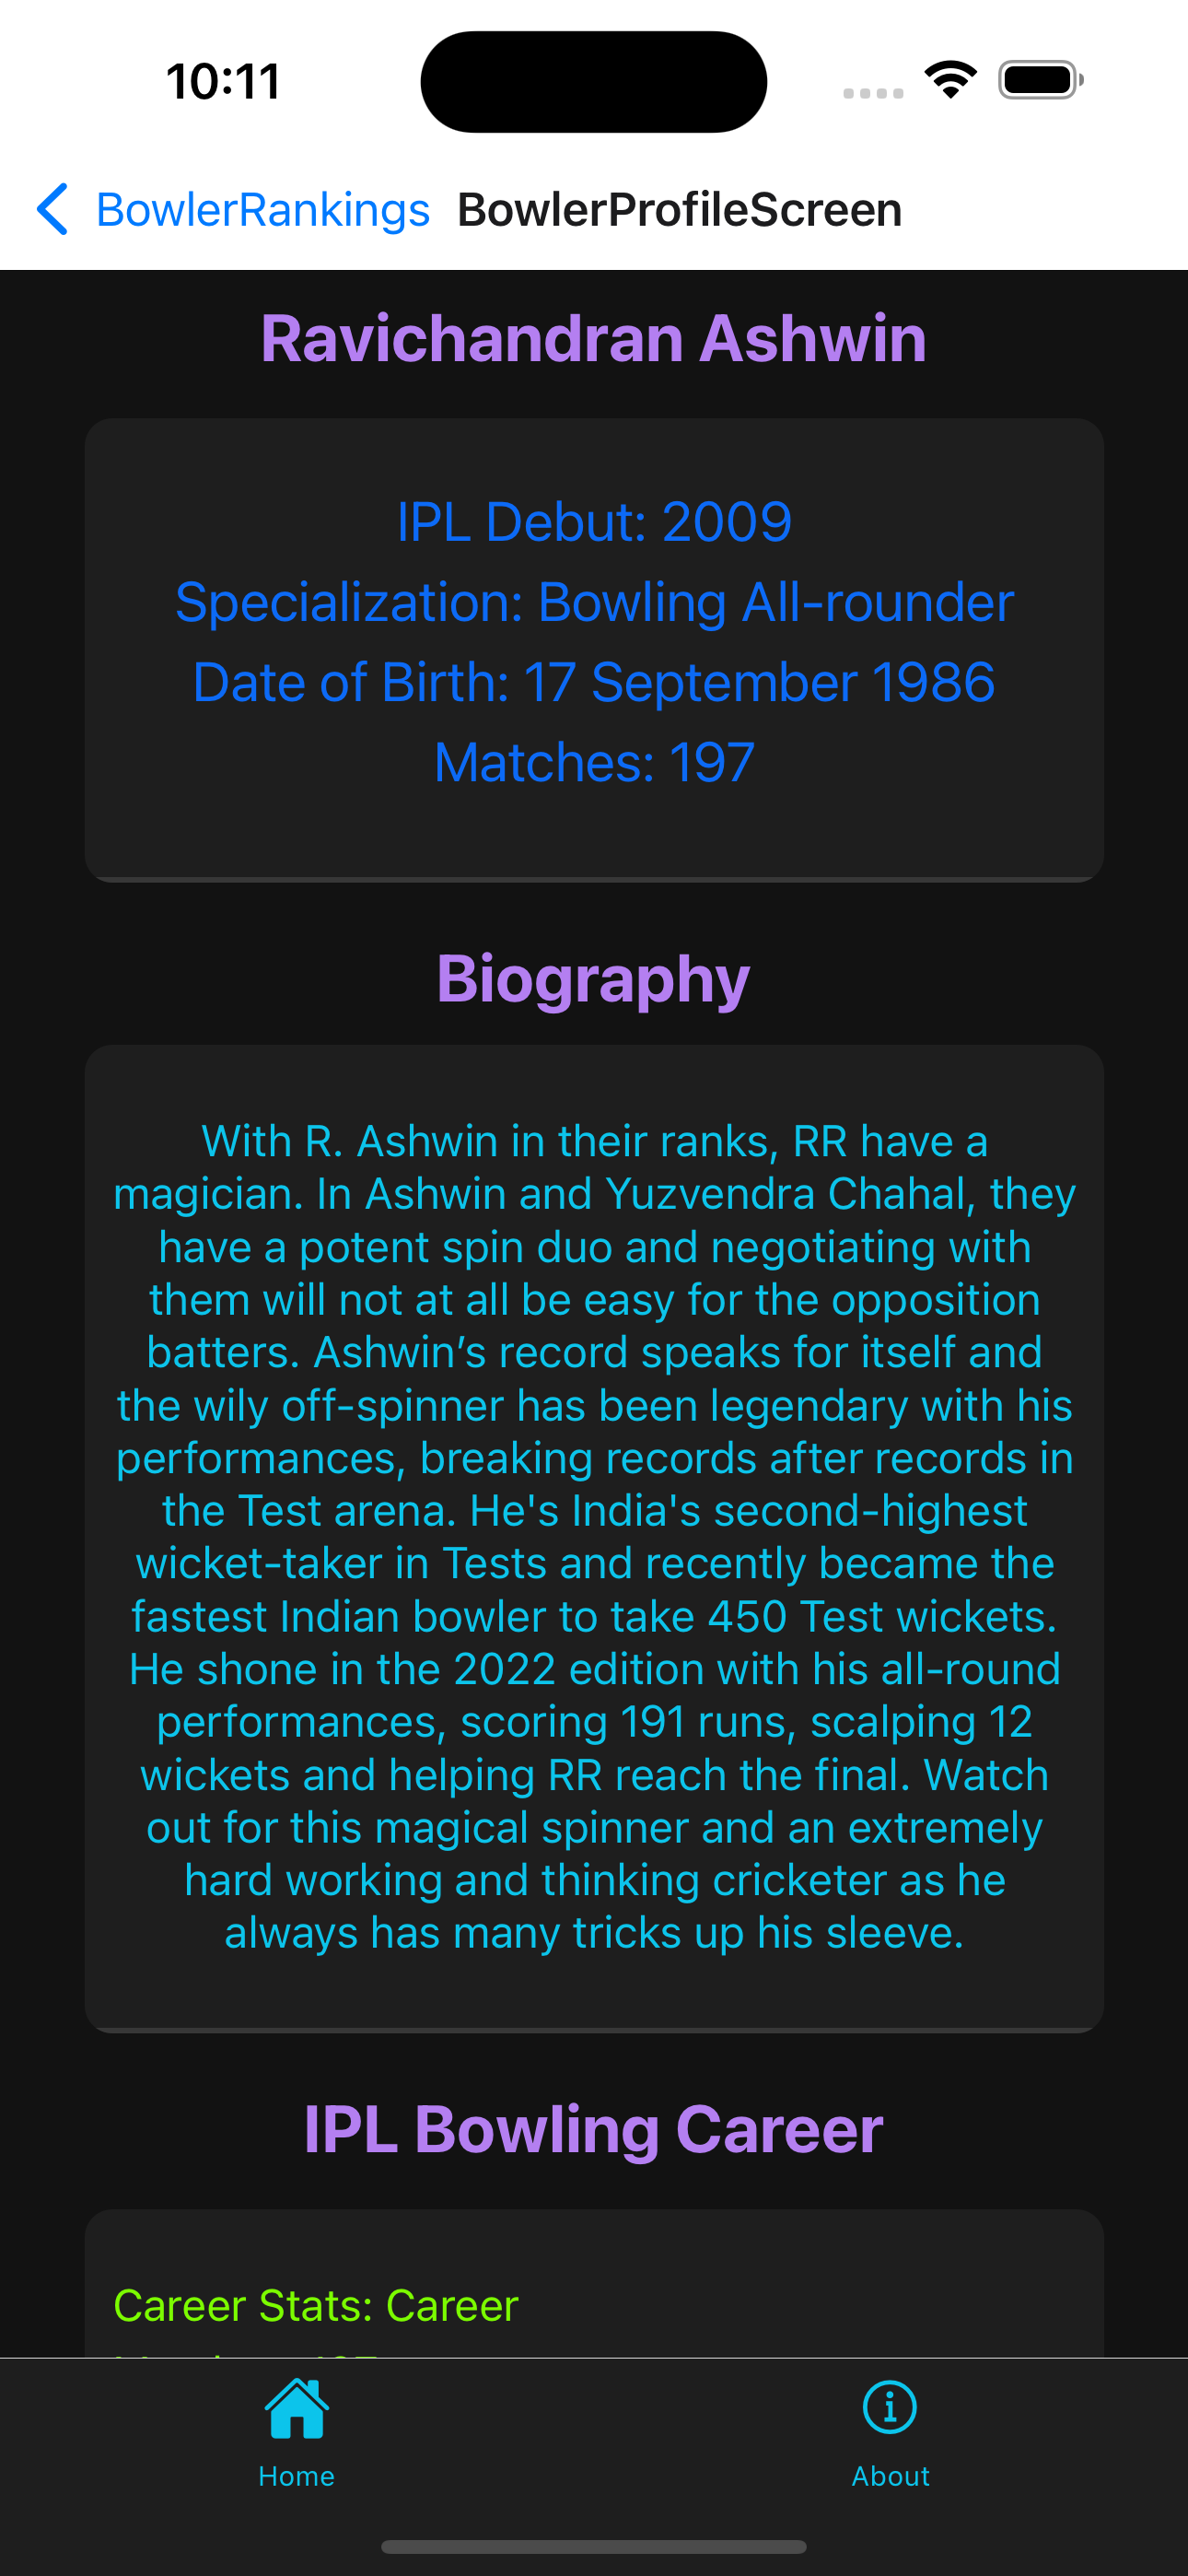 10:11
BowlerRankings BowlerProfileScreen
Ravichandran Ashwin
IPL Debut: 2009
Specialization: Bowling All-rounder
Date of Birth: 17 September 1986
Matches: 197
Biography
With R. Ashwin in their ranks, RR have a
magician. In Ashwin and Yuzvendra Chahal, they
have a potent spin duo and negotiating with
them will not at all be easy for the opposition
batters. Ashwin’s record speaks for itself and
the wily off-spinner has been legendary with his
performances, breaking records after records in
the Test arena. He's India's second-highest
wicket-taker in Tests and recently became the
fastest Indian bowler to take 450 Test wickets.
He shone in the 2022 edition with his all-round
performances, scoring 191 runs, scalping 12
wickets and helping RR reach the final. Watch
out for this magical spinner and an extremely
hard working and thinking cricketer as he
always has many tricks up his sleeve.
IPL Bowling Career
Career Stats: Career
Home
About